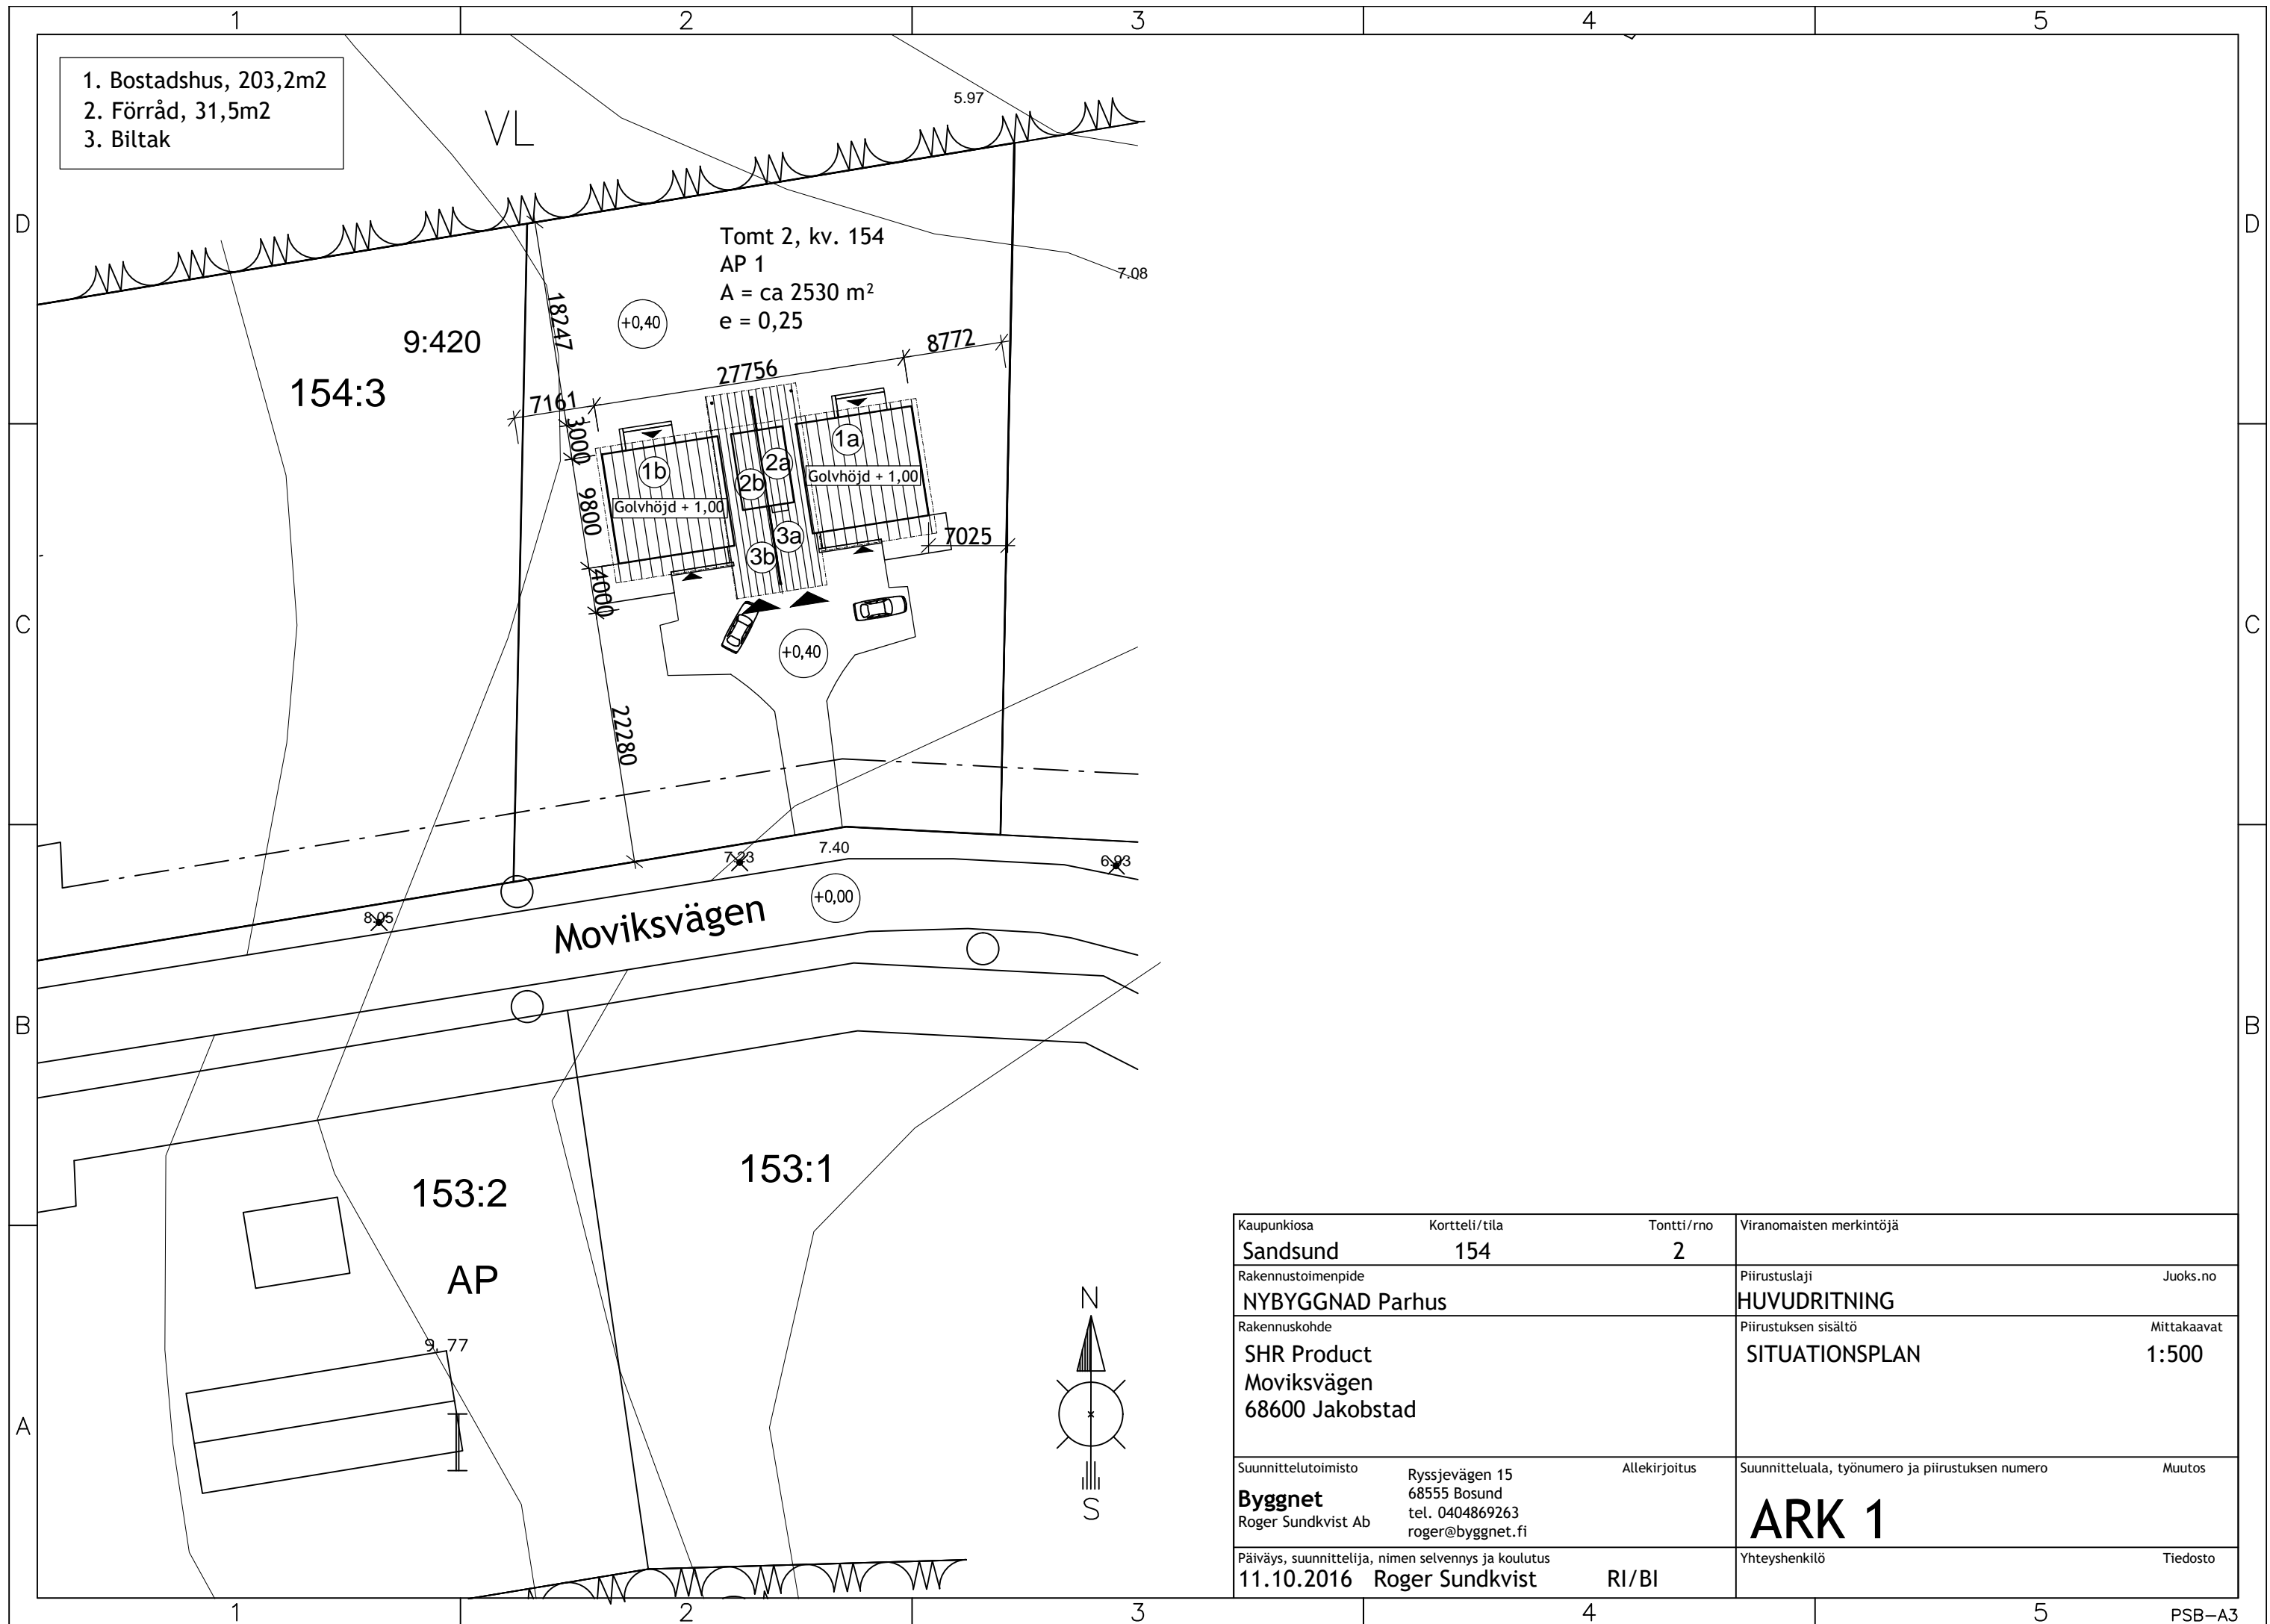 1
2
3
4
5
1. Bostadshus, 203,2m2
2. Förråd, 31,5m2
3. Biltak
VL
5.97
D
D
Tomt 2, kv. 154
AP 1
A = ca 2530 m²
e = 0,25
7.08
18247
+0,40
9:420
154:3
8772
27756
7161
3000
1a
1b
2a
2b
Golvhöjd + 1,00
Golvhöjd + 1,00
9800
3a
3b
7025
4000
C
C
+0,40
22280
7.23
7.40
6.93
8.05
+0,00
Moviksvägen
B
B
153:1
153:2
AP
9,77
N
S
A
A
Kaupunkiosa Kortteli/tila Tontti/rno Viranomaisten merkintöjä
Sandsund 154 2
Rakennustoimenpide Piirustuslaji Juoks.no
NYBYGGNAD Parhus HUVUDRITNING
Rakennuskohde Piirustuksen sisältö Mittakaavat
SHR Product SITUATIONSPLAN 1:500
Moviksvägen
68600 Jakobstad
Suunnittelutoimisto Allekirjoitus Suunnitteluala, työnumero ja piirustuksen numero Muutos
Ryssjevägen 15
68555 Bosund
tel. 0404869263
roger@byggnet.fi
Byggnet
Roger Sundkvist Ab
ARK 1
Päiväys, suunnittelija, nimen selvennys ja koulutus Yhteyshenkilö Tiedosto
11.10.2016 Roger Sundkvist RI/BI
1
2
3
4
5
PSB-A3